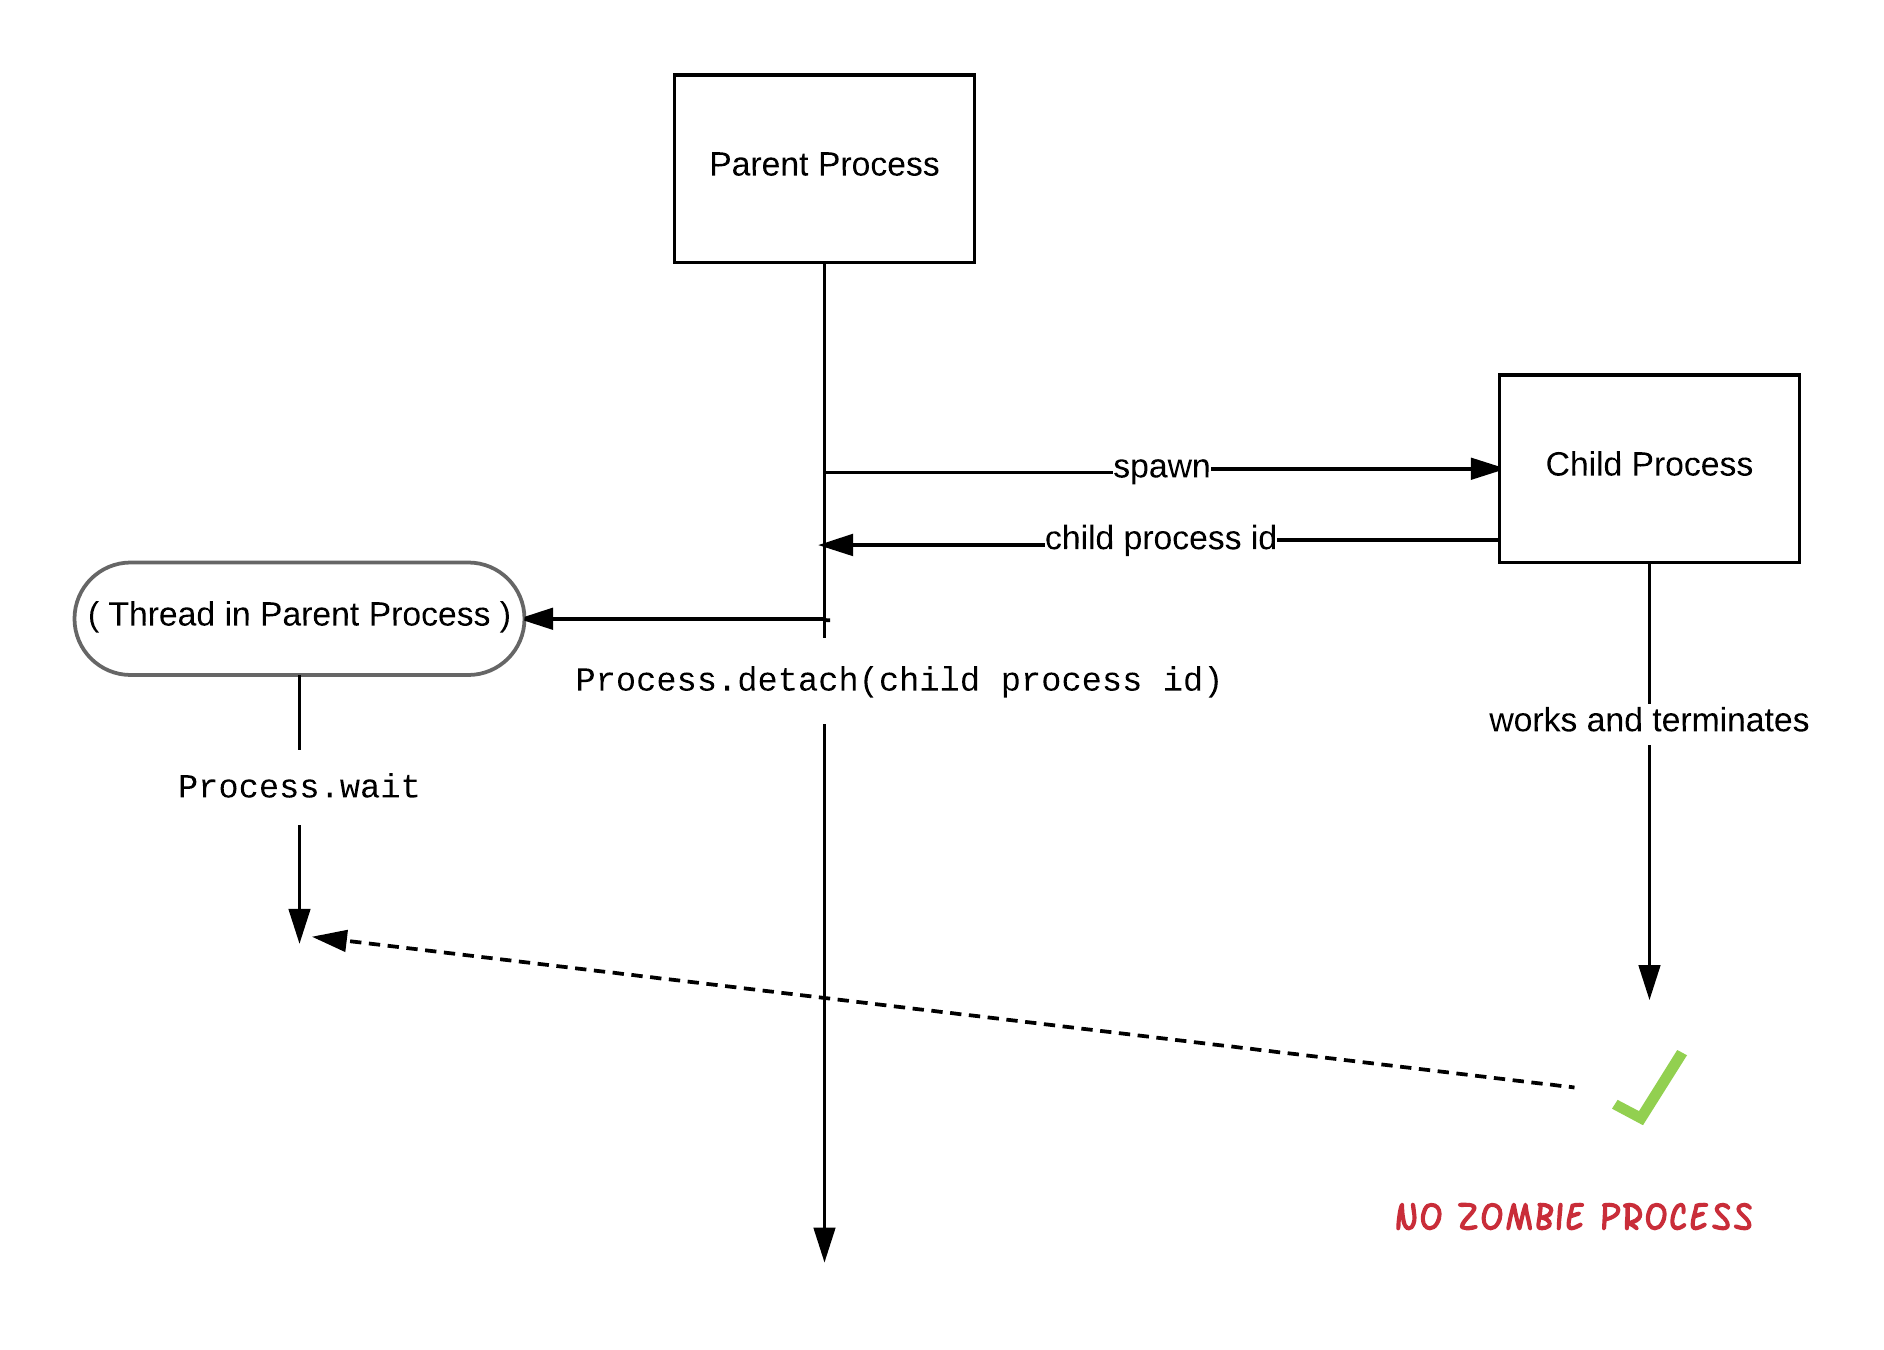 Parent Process
spawn
Child Process
child process id
( Thread in Parent Process )
Process.detach(child process id)
works and terminates
Process.wait
NO ZOMBIE PROCESS